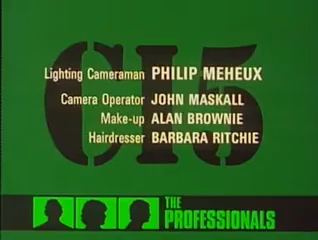 CI5
Lighting Cameraman PHILIP MEHEUX
Camera Operator JOHN MASKALL
Make-up ALAN BROWNIE
Hairdresser BARBARA RITCHIE
THE
PROFESSIONALS